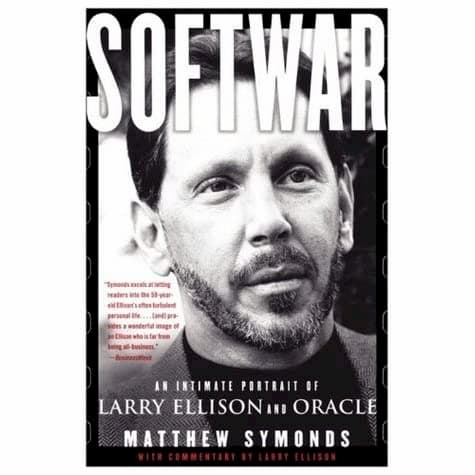 SOFTWAR
"Symonds excels at letting
readers into the 59-year-
old Ellison's often turbulent
personal life. . . . [and] pro-
vides a wonderful image of
an Ellison who is far from
being all-business."
—BusinessWeek
AN INTIMATE PORTRAIT OF
LARRY ELLISON AND ORACLE
MATTHEW SYMONDS
WITH COMMENTARY BY LARRY ELLISON